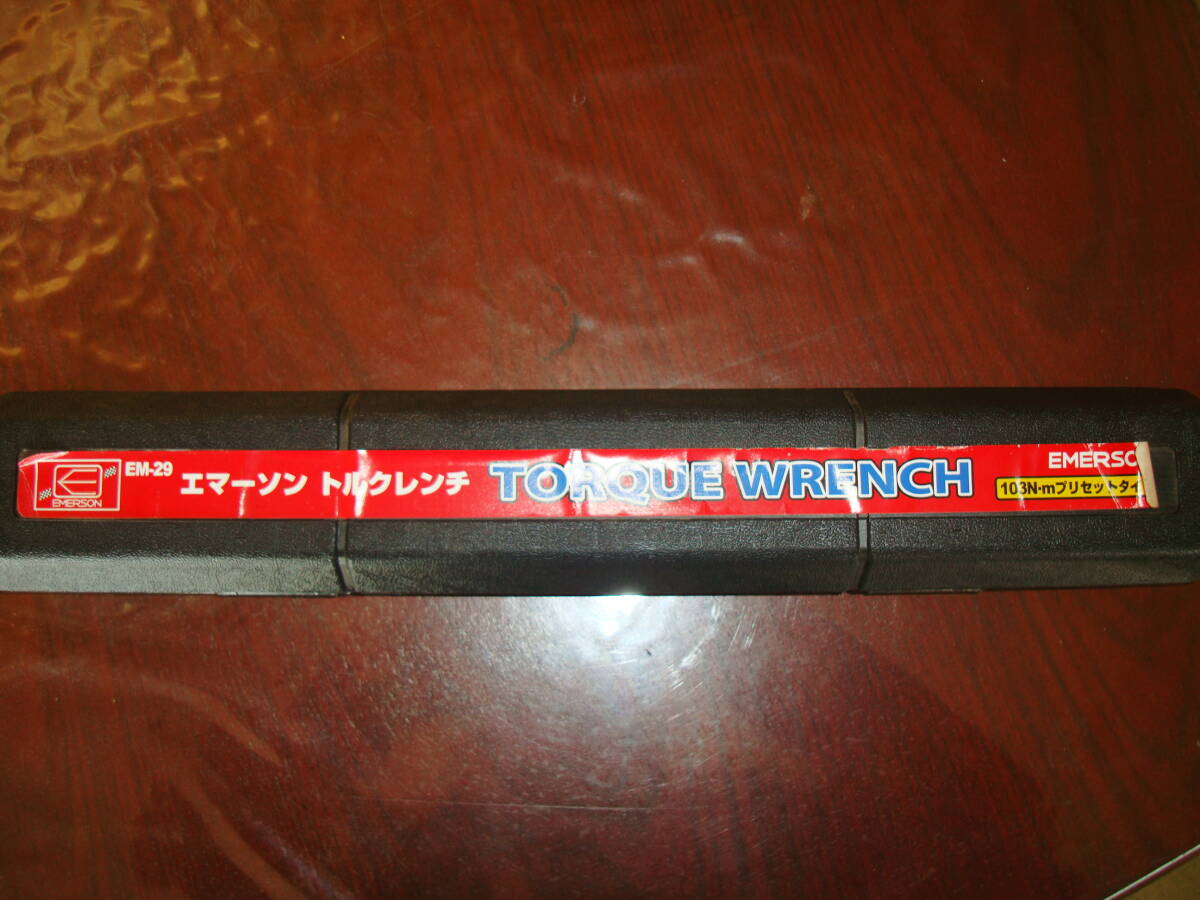 EMERSON
EM-29
エマーソン トルクレンチ
TORQUE WRENCH
EMERSO
103N·mプリセットタイ